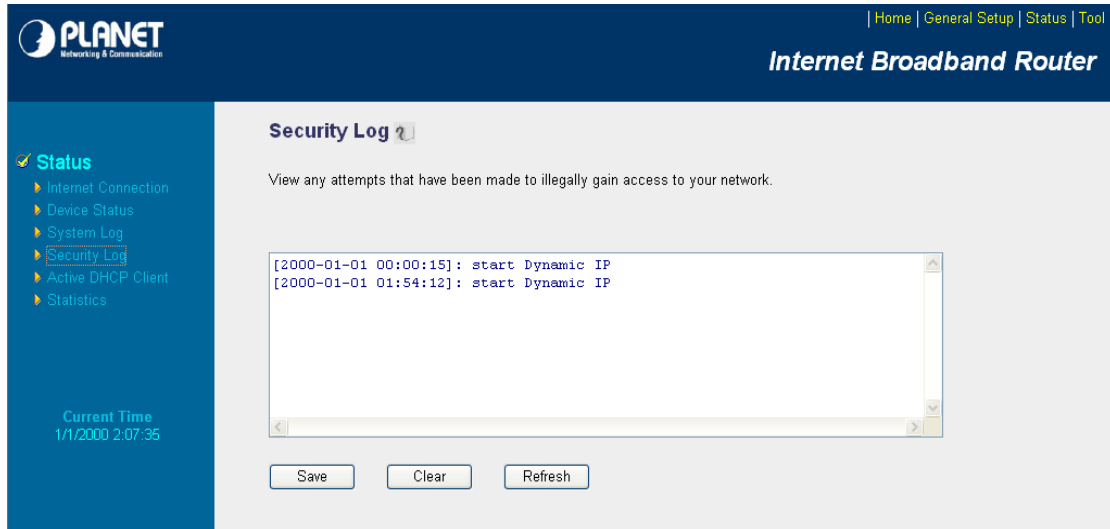 PLANET
Networking & Communication
| Home | General Setup | Status | Tool
Internet Broadband Router
Status
Internet Connection
Device Status
System Log
Security Log
Active DHCP Client
Statistics
Current Time
1/1/2000 2:07:35
Security Log
View any attempts that have been made to illegally gain access to your network.
[2000-01-01 00:00:15]: start Dynamic IP
[2000-01-01 01:54:12]: start Dynamic IP
Save Clear Refresh